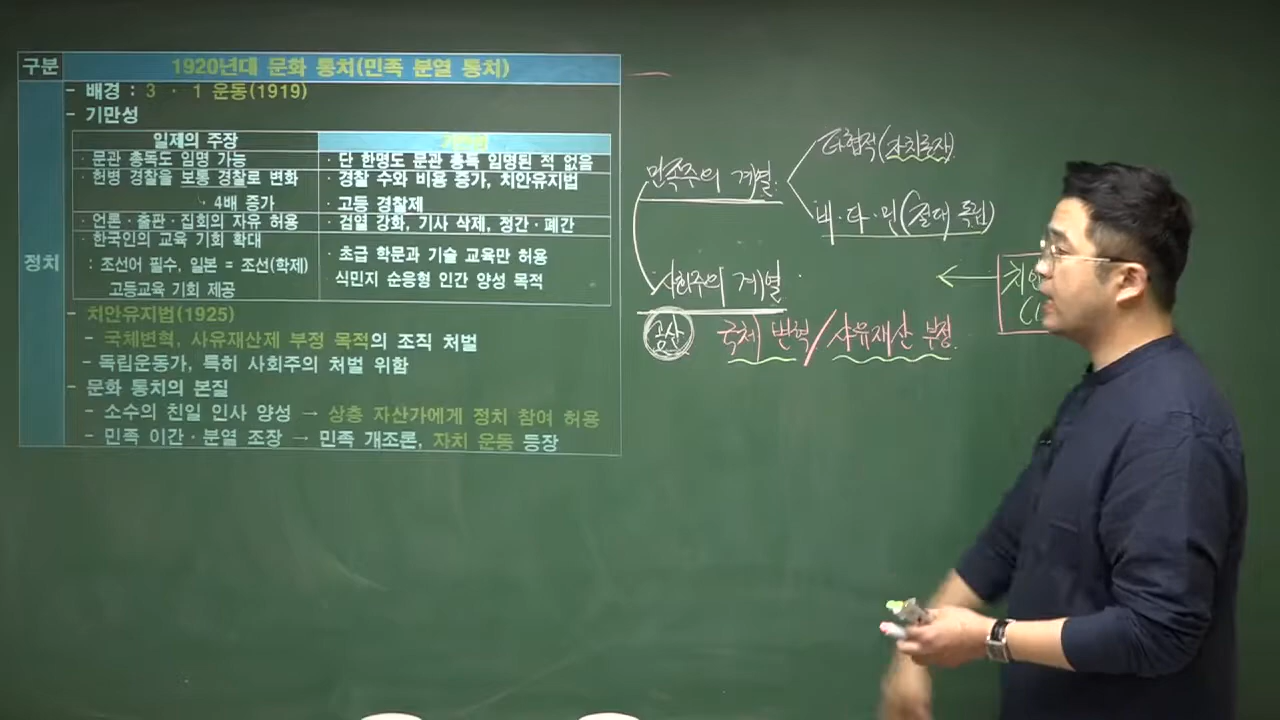 구분
1920년대 문화 통치(민족 분열 통치)
정치
- 배경 : 3 · 1 운동(1919)
- 기만성
일제의 주장
· 문관 총독도 임명 가능
· 단 한명도 문관 총독 임명된 적 없음
· 헌병 경찰을 보통 경찰로 변화
4배 증가
· 경찰 수와 비용 증가, 치안유지법
· 고등 경찰제
· 언론 · 출판 · 집회의 자유 허용
· 검열 강화, 기사 삭제, 정간 · 폐간
· 한국인의 교육 기회 확대
: 조선어 필수, 일본 = 조선(학제)
고등교육 기회 제공
· 초급 학문과 기술 교육만 허용
· 식민지 순응형 인간 양성 목적
- 치안유지법(1925)
- 국체변혁, 사유재산제 부정 목적의 조직 처벌
- 독립운동가, 특히 사회주의 처벌 위함
- 문화 통치의 본질
- 소수의 친일 인사 양성 → 상층 자산가에게 정치 참여 허용
- 민족 이간 · 분열 조장 → 민족 개조론, 자치 운동 등장
민족주의 계열
타협적(자치론자)
비·타·민(절대 독립)
사회주의 계열
공산
국체 변혁/사유재산 부정